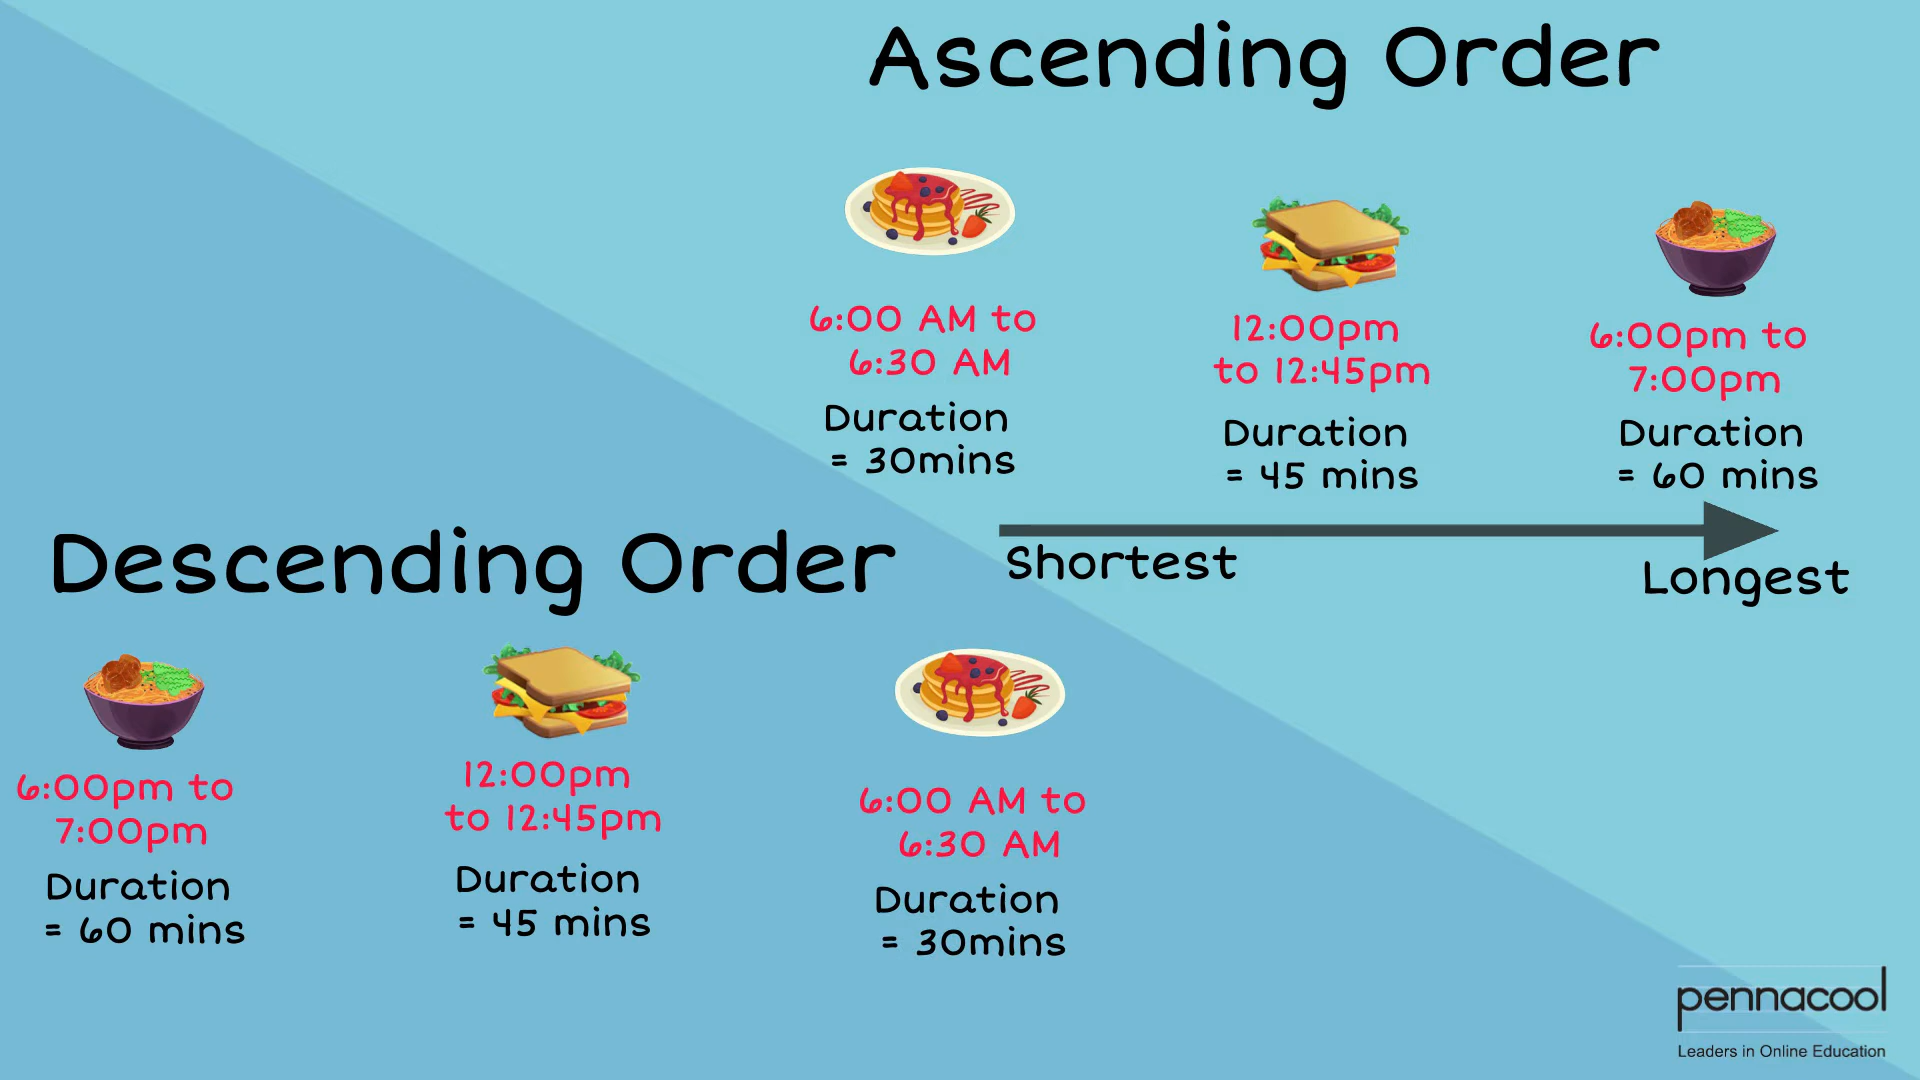 Ascending Order
6:00 AM to
6:30 AM
Duration
= 30mins
12:00pm
to 12:45pm
Duration
= 45 mins
6:00pm to
7:00pm
Duration
= 60 mins
Shortest
Longest
Descending Order
6:00pm to
7:00pm
Duration
= 60 mins
12:00pm
to 12:45pm
Duration
= 45 mins
6:00 AM to
6:30 AM
Duration
= 30mins
pennacool
Leaders in Online Education